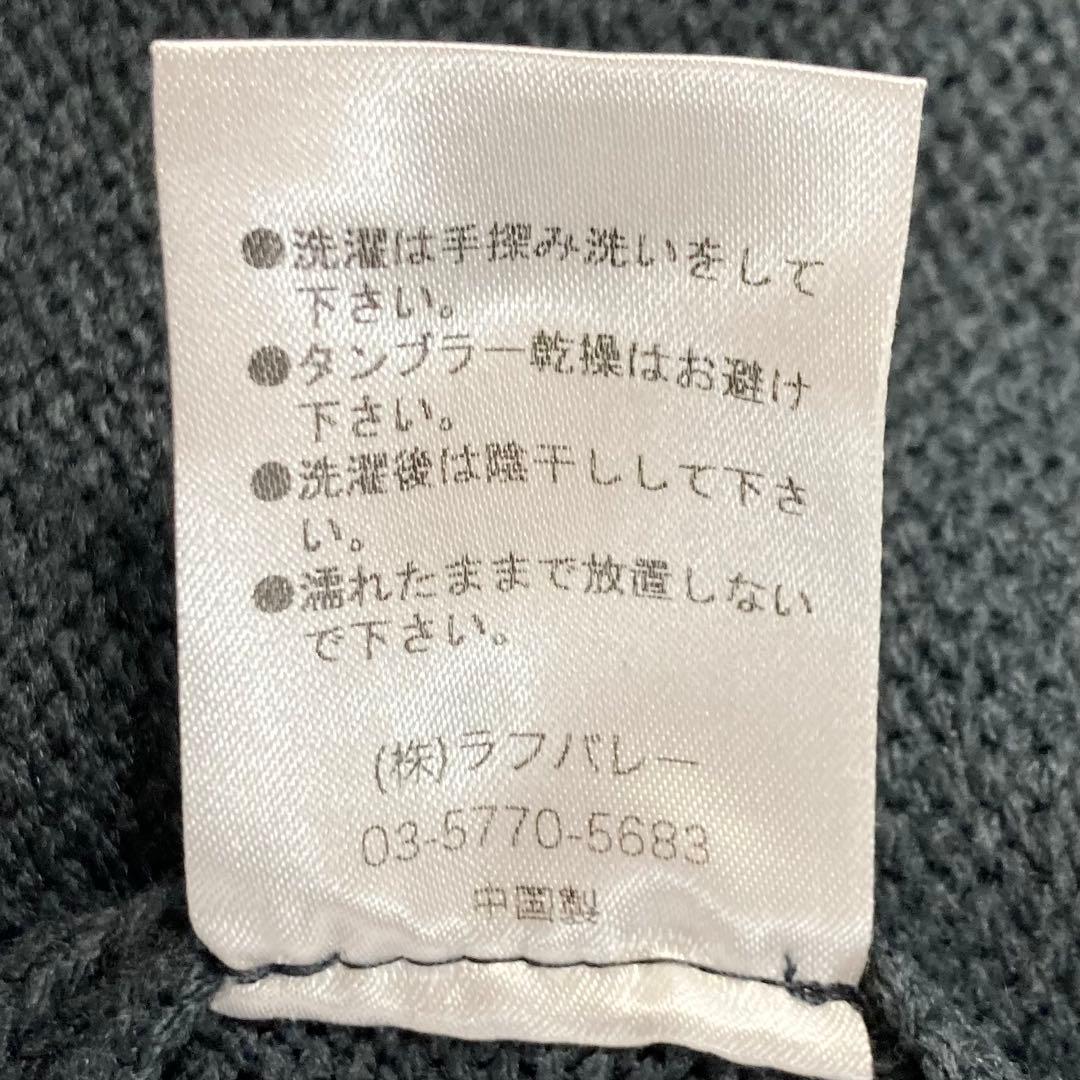 ●洗濯は手揉み洗いをして
下さい。
●タンブラー乾操はお避け
下さい。
●洗濯後は陰干しして下さ
い。
●濡れたままで放置しない
で下さい。
(株)ラフバレー
03-5770-5683
中国製